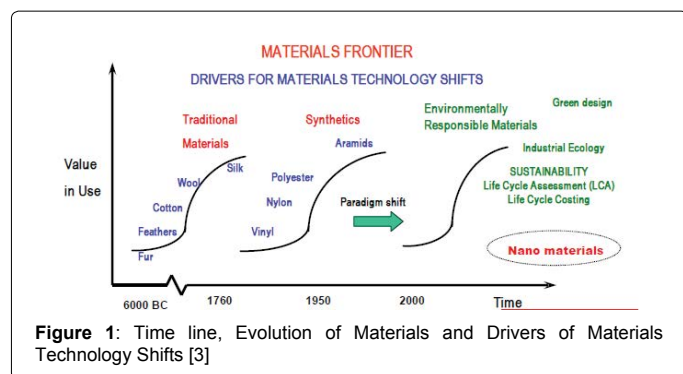 MATERIALS FRONTIER
DRIVERS FOR MATERIALS TECHNOLOGY SHIFTS
Traditional
Materials
Synthetics
Environmentally
Responsible Materials
Green design
Value
in Use
Silk
Wool
Cotton
Feathers
Fur
Aramids
Polyester
Nylon
Vinyl
Paradigm shift
Industrial Ecology
SUSTAINABILITY
Life Cycle Assessment (LCA)
Life Cycle Costing
Nano materials
6000 BC
1760
1950
2000
Time
Figure 1: Time line, Evolution of Materials and Drivers of Materials
Technology Shifts [3]